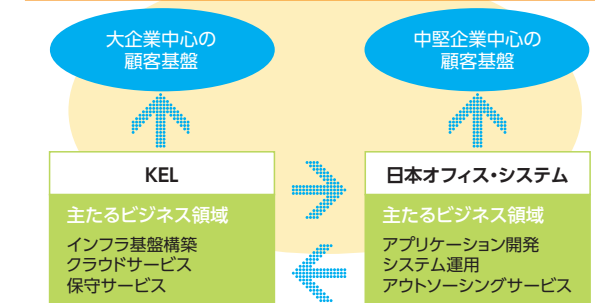 大企業中心の
顧客基盤
中堅企業中心の
顧客基盤
KEL
主たるビジネス領域
インフラ基盤構築
クラウドサービス
保守サービス
日本オフィス・システム
主たるビジネス領域
アプリケーション開発
システム運用
アウトソーシングサービス